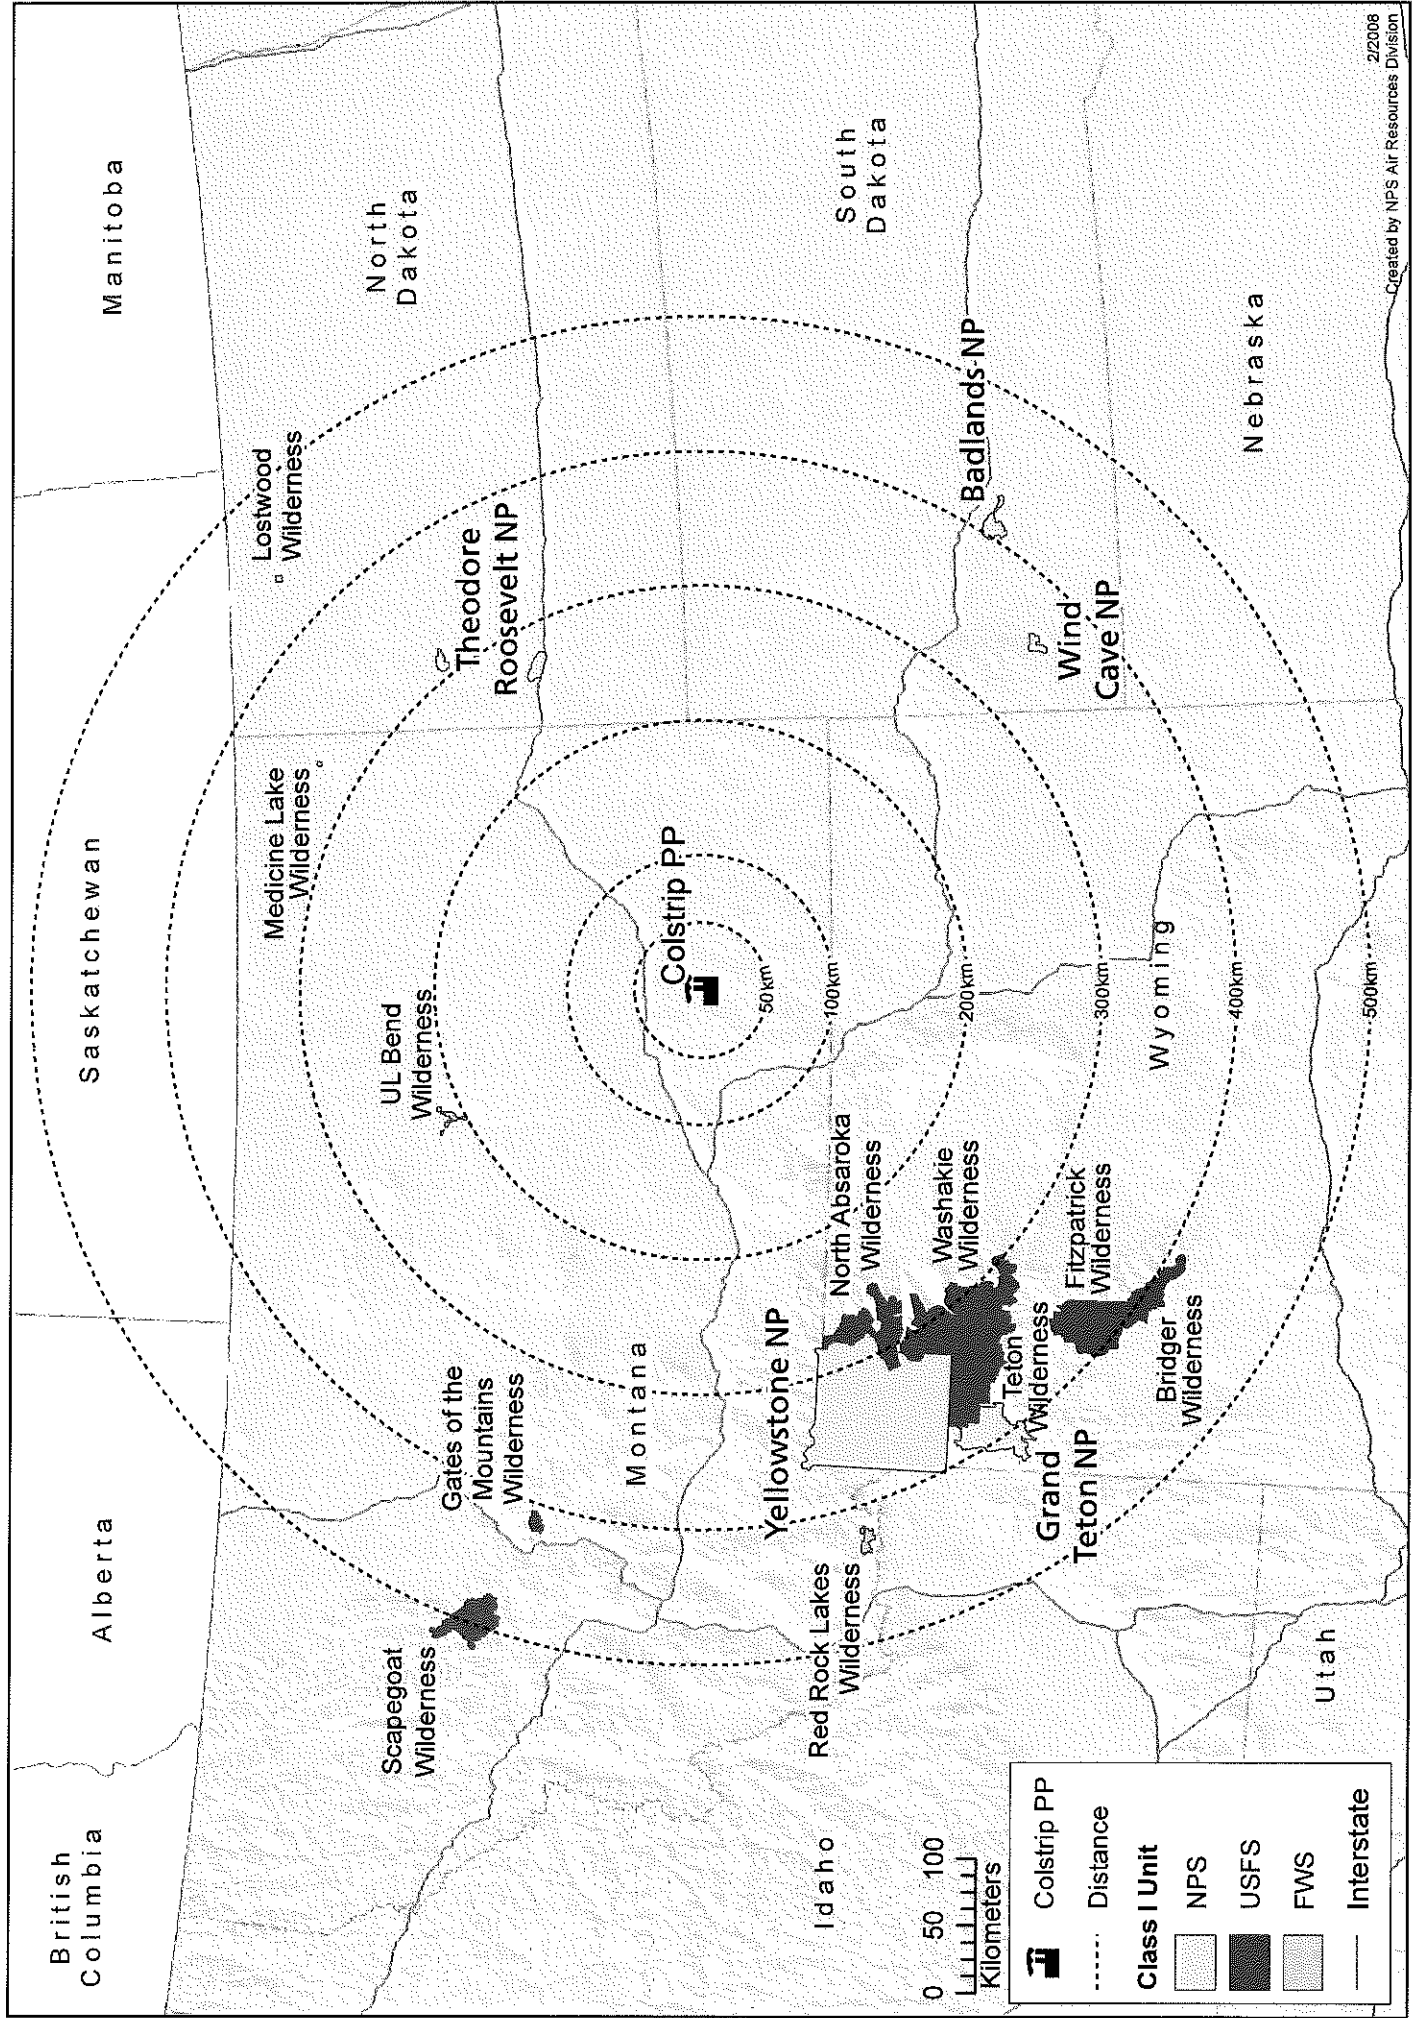 British
Columbia
Alberta
Saskatchewan
Manitoba
Scapegoat
Wilderness
Gates of the
Mountains
Wilderness
UL Bend
Wilderness
Medicine Lake
Wilderness
Lostwood
Wilderness
North
Dakota
Theodore
Roosevelt NP
Montana
Colstrip PP
50km
100km
200km
300km
400km
500km
Yellowstone NP
North Absaroka
Wilderness
Washakie
Wilderness
Red Rock Lakes
Wilderness
Teton
Wilderness
Grand
Teton NP
Fitzpatrick
Wilderness
Bridger
Wilderness
Wyoming
South
Dakota
Badlands NP
Wind
Cave NP
Nebraska
Idaho
Utah
0 50 100
Kilometers
Colstrip PP
Distance
Class I Unit
NPS
USFS
FWS
Interstate
2/2008
Created by NPS Air Resources Division